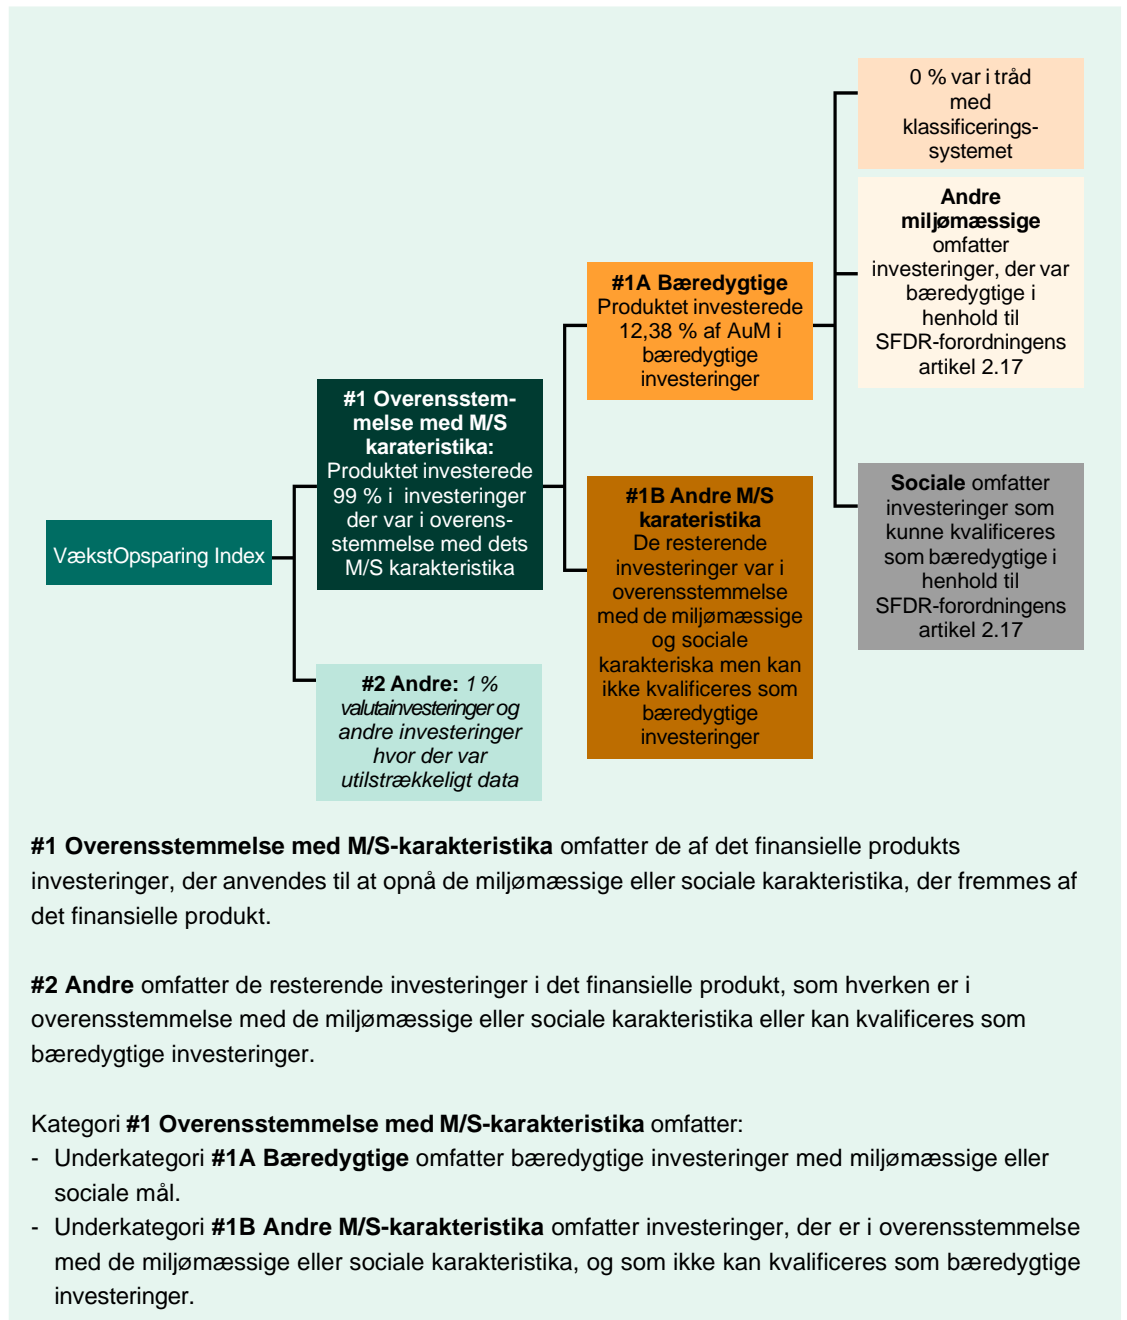 VækstOpsparing Index
#1 Overensstem-
melse med M/S
karateristika:
Produktet investerede
99 % i investeringer
der var i overens-
stemmelse med dets
M/S karakteristika
#2 Andre: 1 %
valutainvesteringer og
andre investeringer
hvor der var
utilstrækkeligt data
#1A Bæredygtige
Produktet investerede
12,38 % af AuM i
bæredygtige
investeringer
#1B Andre M/S
karateristika
De resterende
investeringer var i
overensstemmelse
med de miljømæssige
og sociale
karakteriska men kan
ikke kvalificeres som
bæredygtige
investeringer
0 % var i tråd
med
klassificerings-
systemet
Andre
miljømæssige
omfatter
investeringer, der var
bæredygtige i
henhold til
SFDR-forordningens
artikel 2.17
Sociale omfatter
investeringer som
kunne kvalificeres
som bæredygtige i
henhold til
SFDR-forordningens
artikel 2.17
#1 Overensstemmelse med M/S-karakteristika omfatter de af det finansielle produkts
investeringer, der anvendes til at opnå de miljømæssige eller sociale karakteristika, der fremmes af
det finansielle produkt.
#2 Andre omfatter de resterende investeringer i det finansielle produkt, som hverken er i
overensstemmelse med de miljømæssige eller sociale karakteristika eller kan kvalificeres som
bæredygtige investeringer.
Kategori #1 Overensstemmelse med M/S-karakteristika omfatter:
- Underkategori #1A Bæredygtige omfatter bæredygtige investeringer med miljømæssige eller
sociale mål.
- Underkategori #1B Andre M/S-karakteristika omfatter investeringer, der er i overensstemmelse
med de miljømæssige eller sociale karakteristika, og som ikke kan kvalificeres som bæredygtige
investeringer.